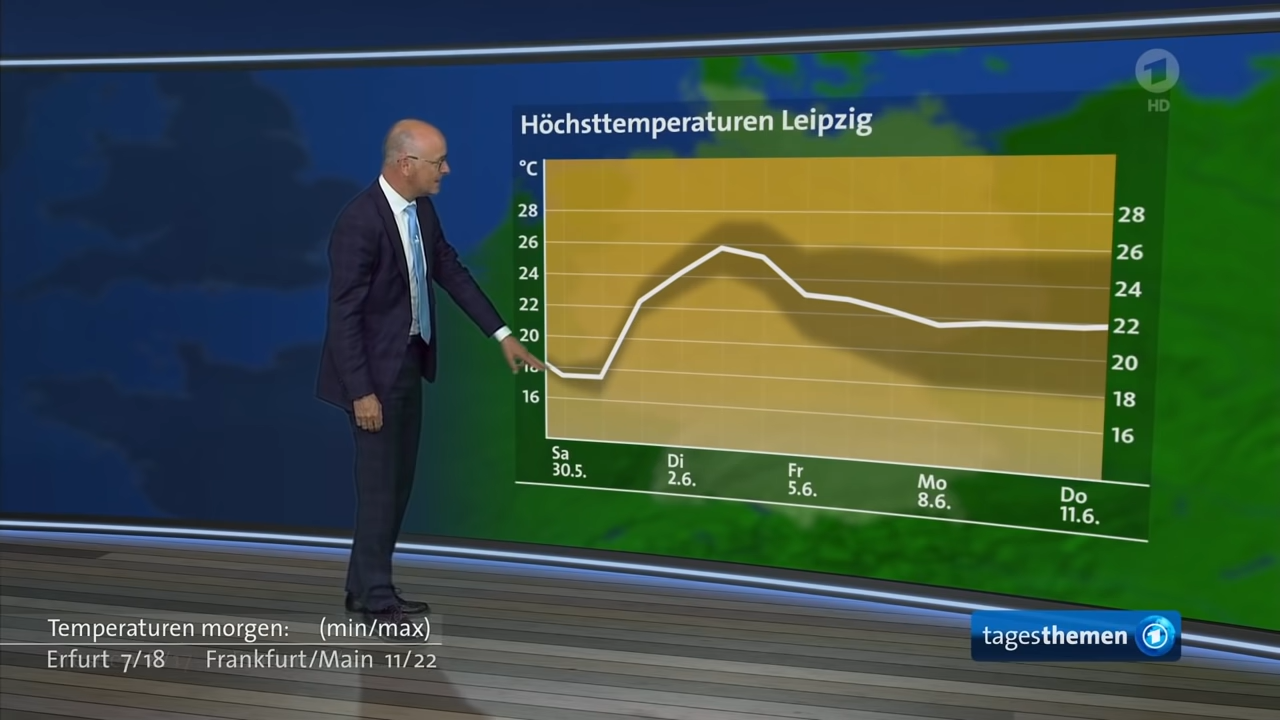 HD
Höchsttemperaturen Leipzig
°C
28
26
24
22
20
18
16
28
26
24
22
20
18
16
Sa
30.5.
Di
2.6.
Fr
5.6.
Mo
8.6.
Do
11.6.
Temperaturen morgen: (min/max)
Erfurt 7/18 Frankfurt/Main 11/22
tagesthemen